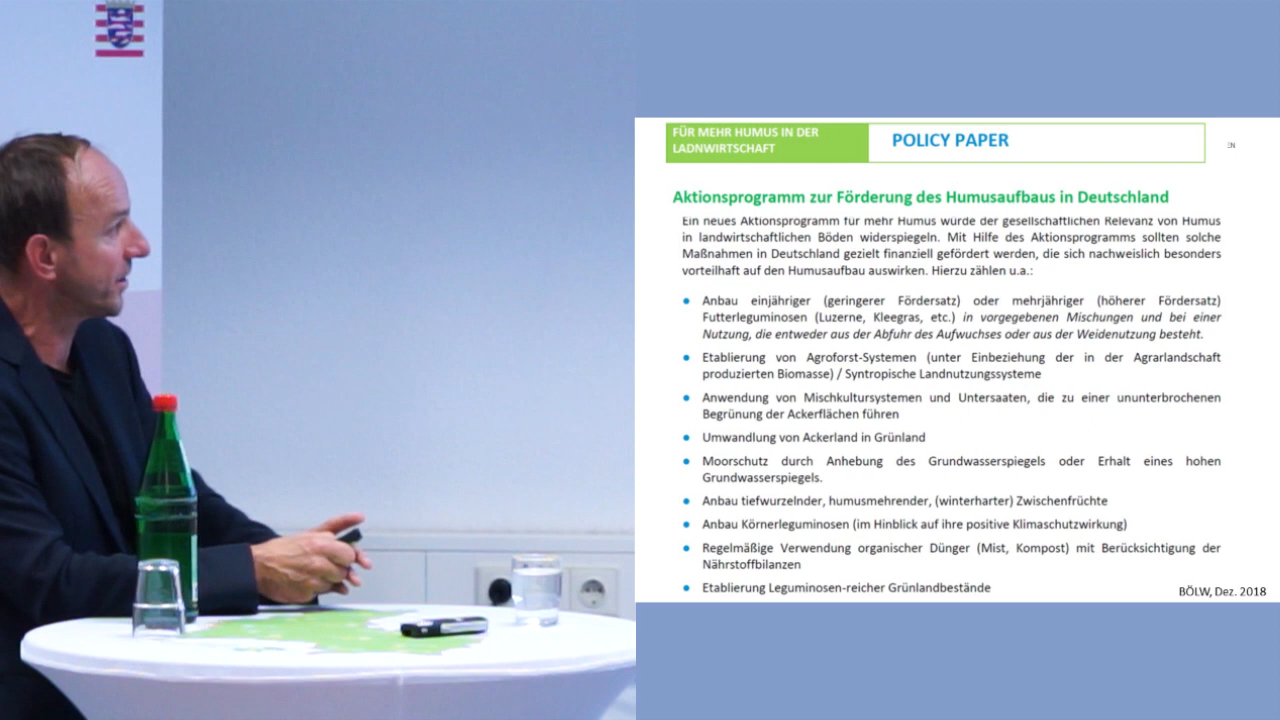 FÜR MEHR HUMUS IN DER
LADNWIRTSCHAFT
POLICY PAPER
EN
Aktionsprogramm zur Förderung des Humusaufbaus in Deutschland
Ein neues Aktionsprogramm für mehr Humus würde der gesellschaftlichen Relevanz von Humus
in landwirtschaftlichen Böden widerspiegeln. Mit Hilfe des Aktionsprogramms sollten solche
Maßnahmen in Deutschland gezielt finanziell gefördert werden, die sich nachweislich besonders
vorteilhaft auf den Humusaufbau auswirken. Hierzu zählen u.a.:
• Anbau einjähriger (geringerer Fördersatz) oder mehrjähriger (höherer Fördersatz)
Futterleguminosen (Luzerne, Kleegras, etc.) in vorgegebenen Mischungen und bei einer
Nutzung, die entweder aus der Abfuhr des Aufwuchses oder aus der Weidenutzung besteht.
• Etablierung von Agroforst-Systemen (unter Einbeziehung der in der Agrarlandschaft
produzierten Biomasse) / Syntropische Landnutzungssysteme
• Anwendung von Mischkultursystemen und Untersaaten, die zu einer ununterbrochenen
Begrünung der Ackerflächen führen
• Umwandlung von Ackerland in Grünland
• Moorschutz durch Anhebung des Grundwasserspiegels oder Erhalt eines hohen
Grundwasserspiegels.
• Anbau tiefwurzelnder, humusmehrender, (winterharter) Zwischenfrüchte
• Anbau Körnerleguminosen (im Hinblick auf ihre positive Klimaschutzwirkung)
• Regelmäßige Verwendung organischer Dünger (Mist, Kompost) mit Berücksichtigung der
Nährstoffbilanzen
• Etablierung Leguminosen-reicher Grünlandbestände
BÖLW, Dez. 2018